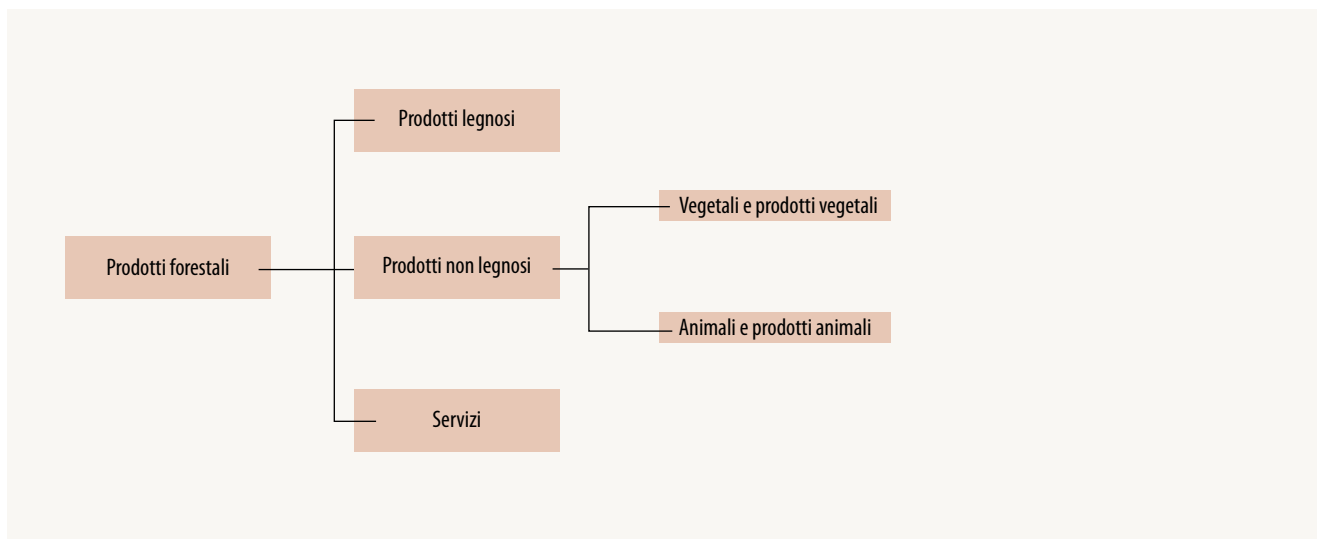 Prodotti legnosi
Vegetali e prodotti vegetali
Prodotti forestali
Prodotti non legnosi
Animali e prodotti animali
Servizi